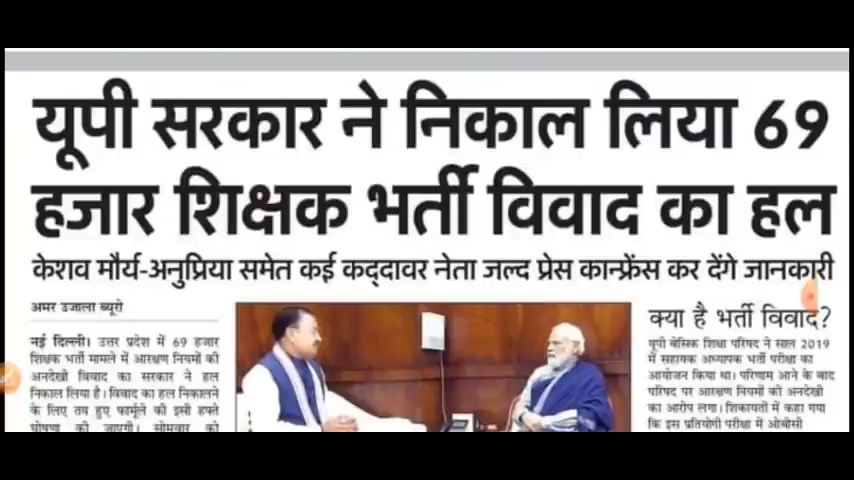 यूपी सरकार ने निकाल लिया 69
हजार शिक्षक भर्ती विवाद का हल
केशव मौर्य-अनुप्रिया समेत कई कद्दावर नेता जल्द प्रेस कान्फ्रेंस कर देंगे जानकारी
अमर उजाला ब्यूरो
नई दिल्ली। उत्तर प्रदेश में 69 हजार
शिक्षक भर्ती मामले में आरक्षण नियमों की
अनदेखी विवाद का सरकार ने हल
निकाल लिया है। विवाद का हल निकालने
के लिए तय हुए फार्मूले की इसी हफ्ते
घोषणा की जाएगी। सोमवार को
क्या है भर्ती विवाद?
यूपी बेसिक शिक्षा परिषद ने साल 2019
में सहायक अध्यापक भर्ती परीक्षा का
आयोजन किया था। परिणाम आने के बाद
परिषद पर आरक्षण नियमों को अनदेखी
का आरोप लगा। शिकायतों में कहा गया
कि इस प्रतियोगी परीक्षा में ओबीसी